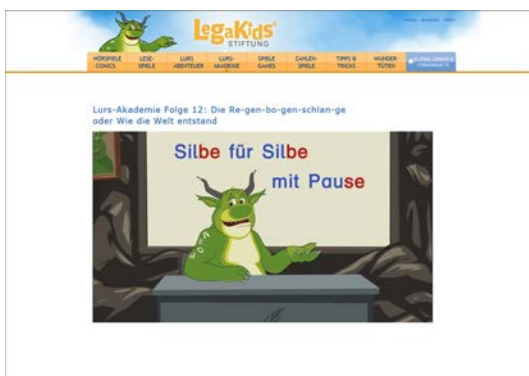 LegaKids®
STIFTUNG
HÖRSPIELE COMICS
LESE-SPIELE
LURS ABENTEUER
LURS-AKADEMIE
SPIELE GAMES
ZAHLEN-SPIELE
TIPPS & TRICKS
WUNDER-TÜTEN
Lurs-Akademie Folge 12: Die Re-gen-bo-gen-schlan-ge
oder Wie die Welt entstand
Silbe für Silbe
mit Pause